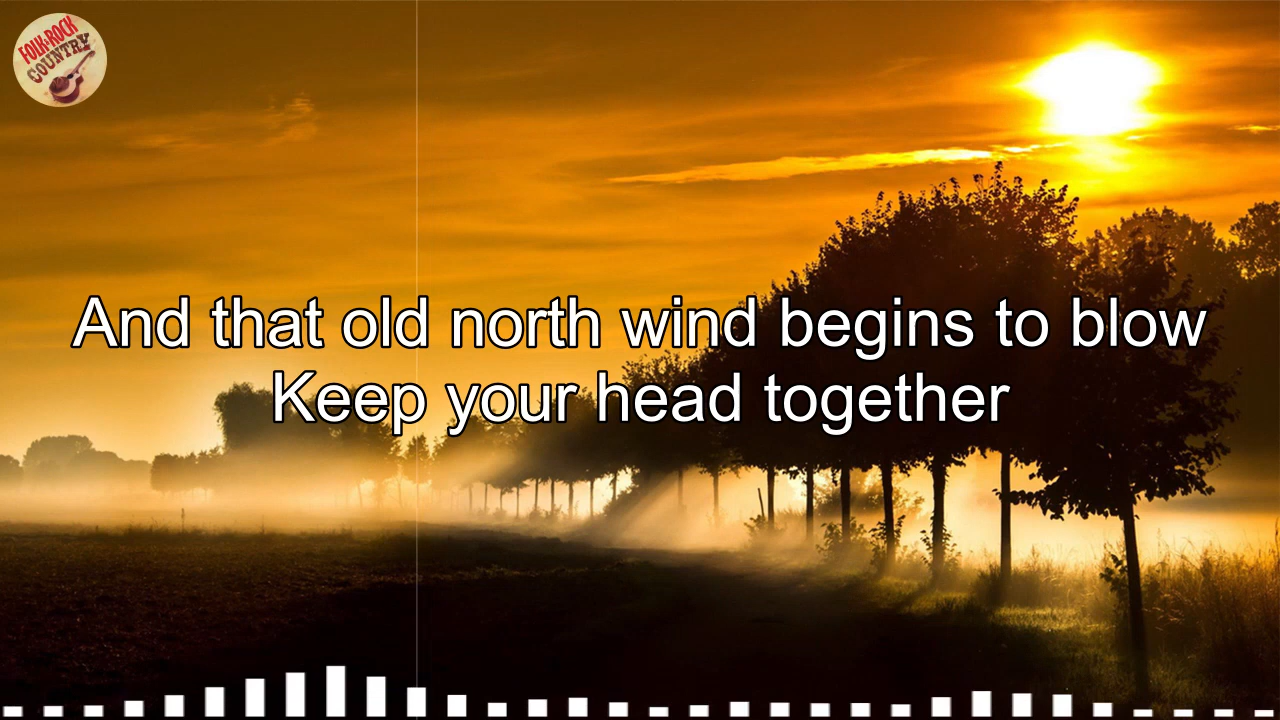 FOLK-ROCK
COUNTRY
And that old north wind begins to blow
Keep your head together